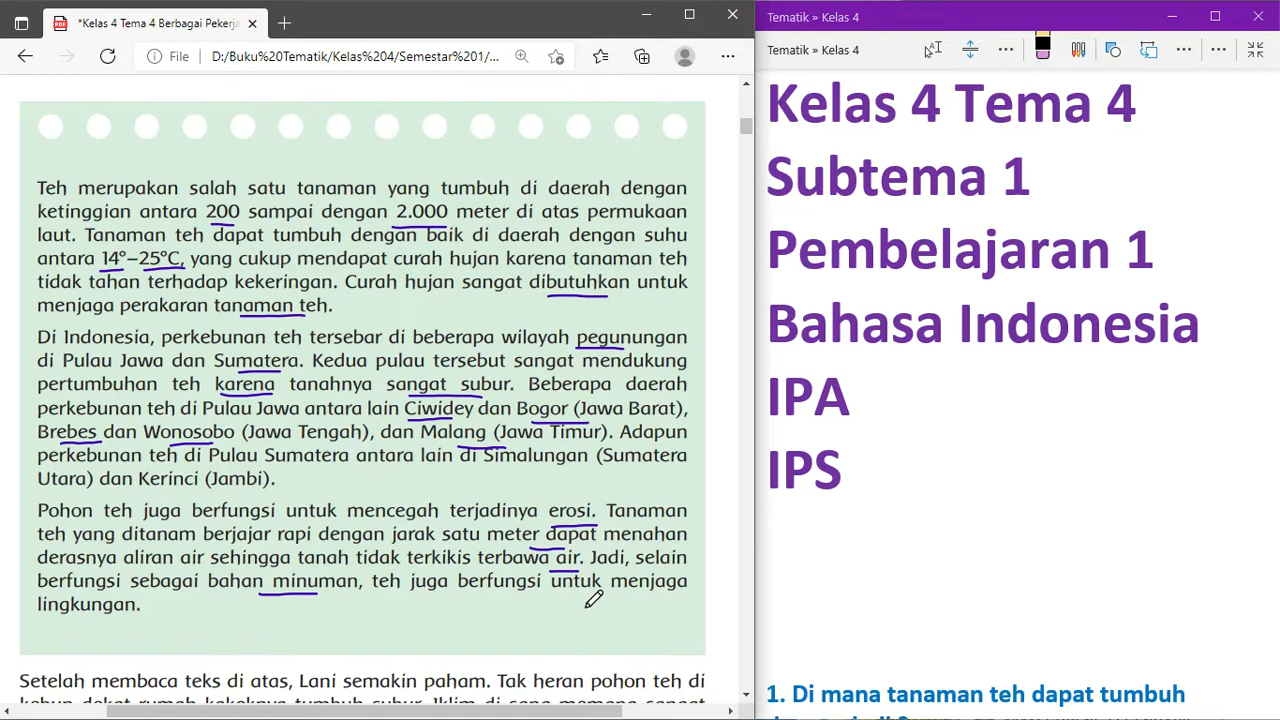 *Kelas 4 Tema 4 Berbagai Pekerja
File
D:/Buku%20Tematik/Kelas%204/Semestar%201/...
Teh merupakan salah satu tanaman yang tumbuh di daerah dengan
ketinggian antara 200 sampai dengan 2.000 meter di atas permukaan
laut. Tanaman teh dapat tumbuh dengan baik di daerah dengan suhu
antara 14°–25°C, yang cukup mendapat curah hujan karena tanaman teh
tidak tahan terhadap kekeringan. Curah hujan sangat dibutuhkan untuk
menjaga perakaran tanaman teh.
Di Indonesia, perkebunan teh tersebar di beberapa wilayah pegunungan
di Pulau Jawa dan Sumatera. Kedua pulau tersebut sangat mendukung
pertumbuhan teh karena tanahnya sangat subur. Beberapa daerah
perkebunan teh di Pulau Jawa antara lain Ciwidey dan Bogor (Jawa Barat),
Brebes dan Wonosobo (Jawa Tengah), dan Malang (Jawa Timur). Adapun
perkebunan teh di Pulau Sumatera antara lain di Simalungan (Sumatera
Utara) dan Kerinci (Jambi).
Pohon teh juga berfungsi untuk mencegah terjadinya erosi. Tanaman
teh yang ditanam berjajar rapi dengan jarak satu meter dapat menahan
derasnya aliran air sehingga tanah tidak terkikis terbawa air. Jadi, selain
berfungsi sebagai bahan minuman, teh juga berfungsi untuk menjaga
lingkungan.
Setelah membaca teks di atas, Lani semakin paham. Tak heran pohon teh di
Tematik » Kelas 4
Tematik » Kelas 4
Kelas 4 Tema 4
Subtema 1
Pembelajaran 1
Bahasa Indonesia
IPA
IPS
1. Di mana tanaman teh dapat tumbuh